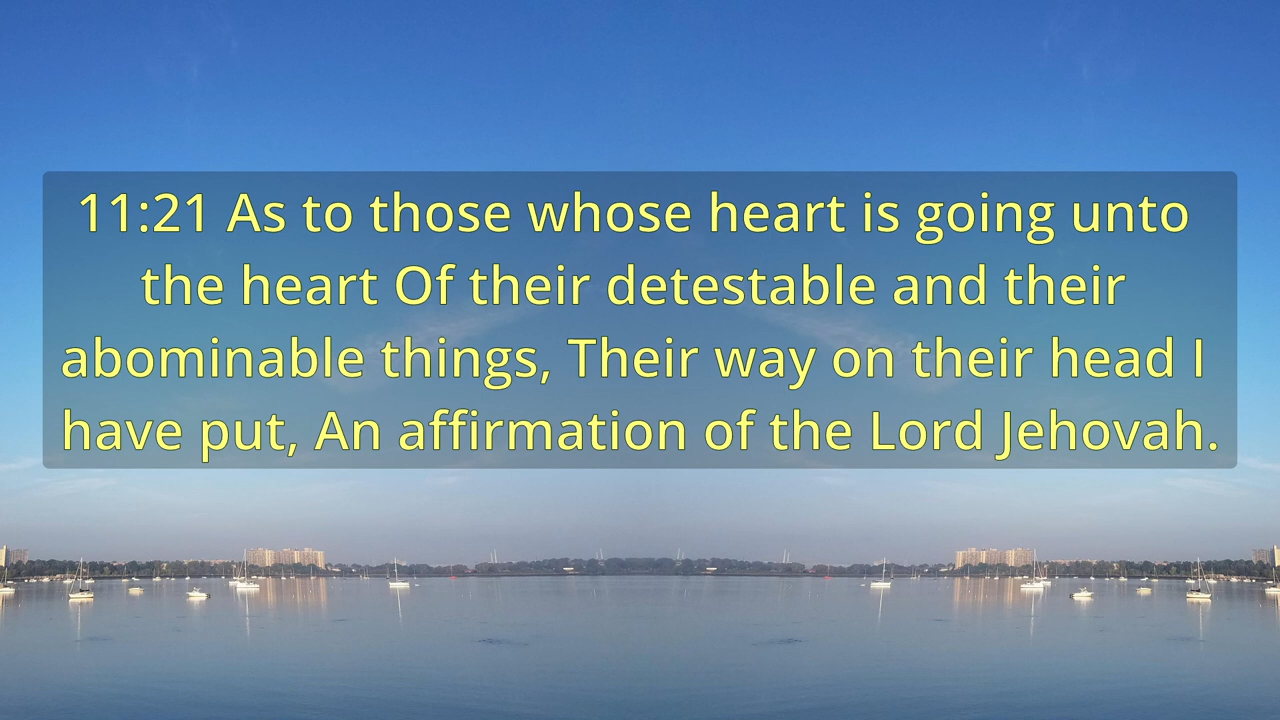 11:21 As to those whose heart is going unto
the heart Of their detestable and their
abominable things, Their way on their head I
have put, An affirmation of the Lord Jehovah.